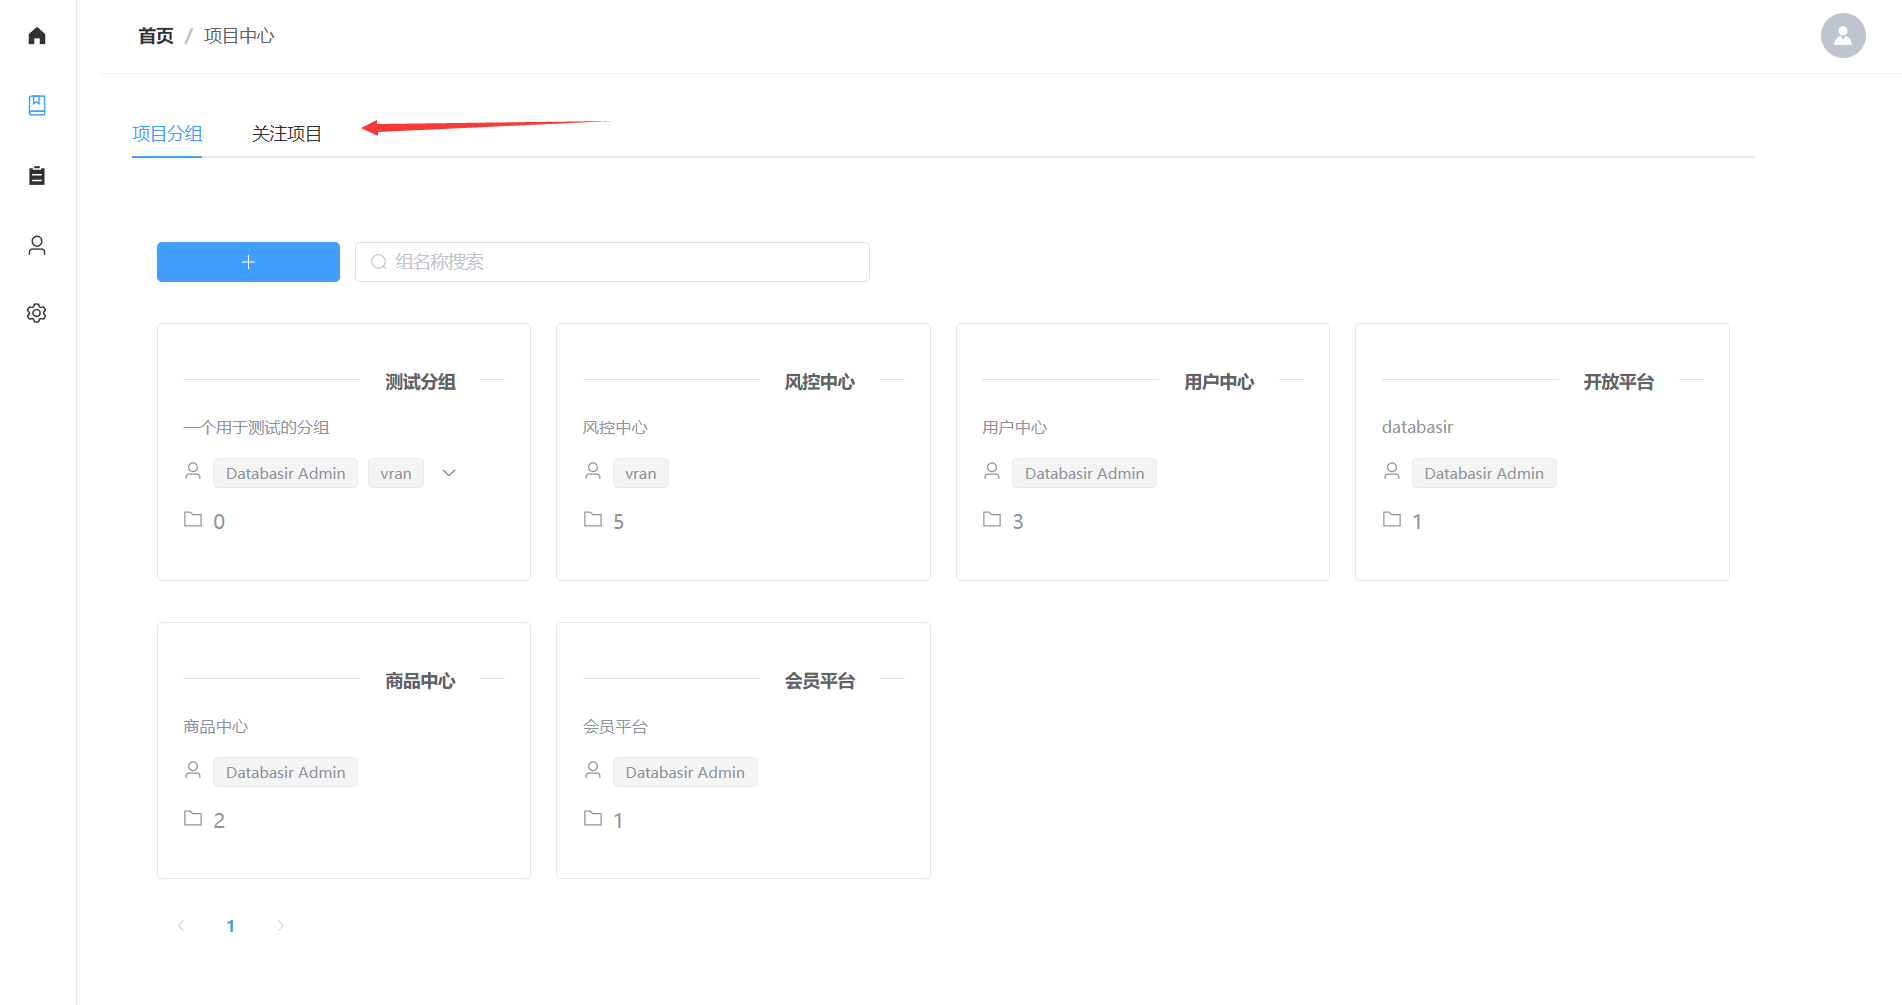 首页 / 项目中心
项目分组 关注项目
组名称搜索
测试分组
一个用于测试的分组
Databasir Admin vran
0
风控中心
风控中心
vran
5
用户中心
用户中心
Databasir Admin
3
开放平台
databasir
Databasir Admin
1
商品中心
商品中心
Databasir Admin
2
会员平台
会员平台
Databasir Admin
1
1